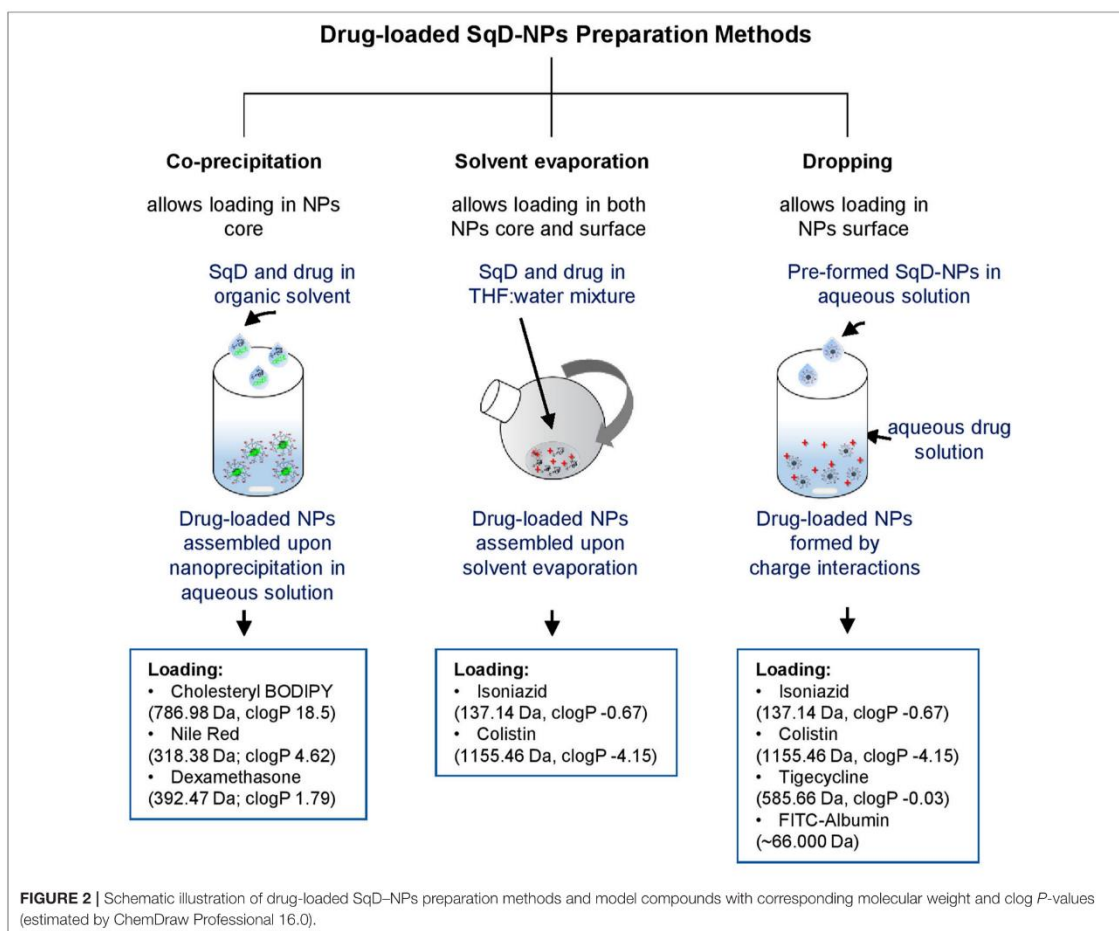 Drug-loaded SqD-NPs Preparation Methods
Co-precipitation
allows loading in NPs
core
SqD and drug in
organic solvent
Drug-loaded NPs
assembled upon
nanoprecipitation in
aqueous solution
Loading:
• Cholesteryl BODIPY
(786.98 Da, clogP 18.5)
• Nile Red
(318.38 Da; clogP 4.62)
• Dexamethasone
(392.47 Da; clogP 1.79)
Solvent evaporation
allows loading in both
NPs core and surface
SqD and drug in
THF:water mixture
Drug-loaded NPs
assembled upon
solvent evaporation
Loading:
• Isoniazid
(137.14 Da, clogP -0.67)
• Colistin
(1155.46 Da, clogP -4.15)
Dropping
allows loading in
NPs surface
Pre-formed SqD-NPs in
aqueous solution
aqueous drug
solution
Drug-loaded NPs
formed by
charge interactions
Loading:
• Isoniazid
(137.14 Da, clogP -0.67)
• Colistin
(1155.46 Da, clogP -4.15)
• Tigecycline
(585.66 Da, clogP -0.03)
• FITC-Albumin
(~66.000 Da)
FIGURE 2 | Schematic illustration of drug-loaded SqD–NPs preparation methods and model compounds with corresponding molecular weight and clog P-values
(estimated by ChemDraw Professional 16.0).